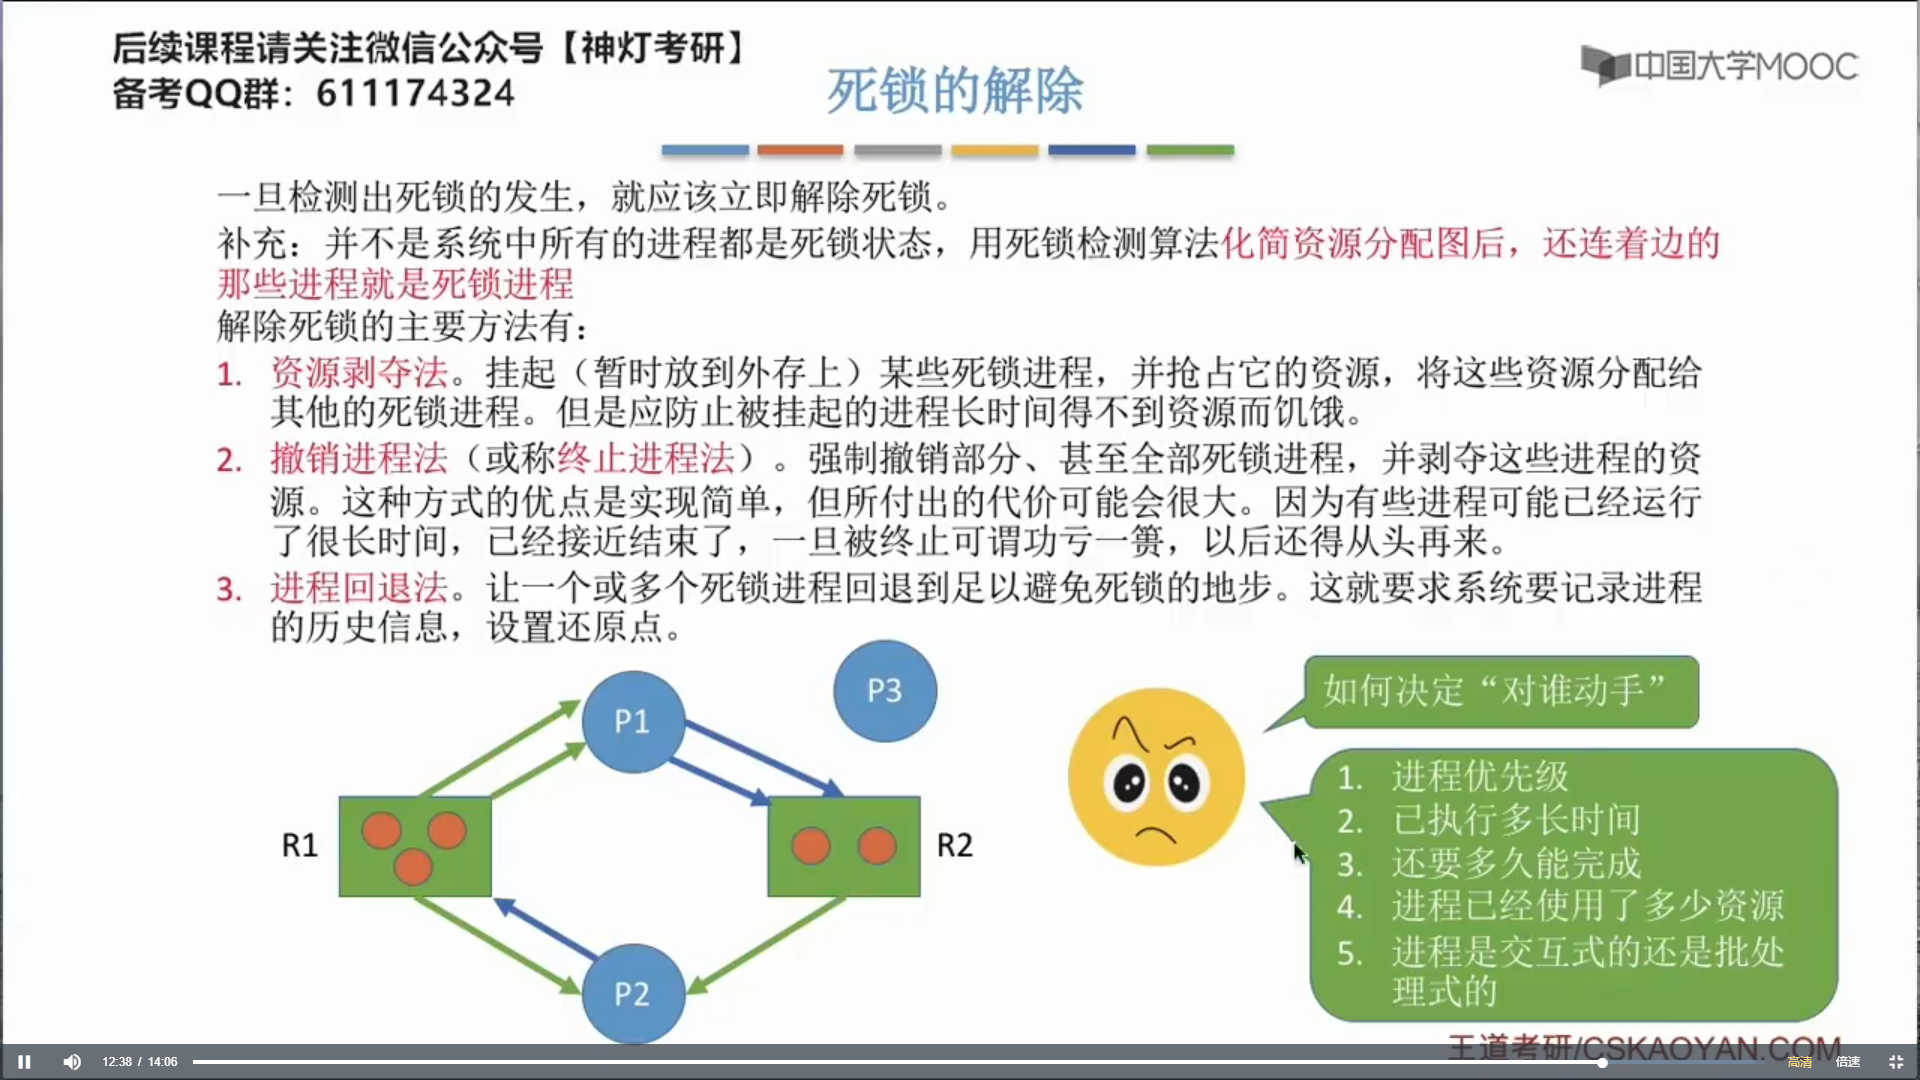 后续课程请关注微信公众号【神灯考研】
备考QQ群：611174324
中国大学MOOC
死锁的解除
一旦检测出死锁的发生，就应该立即解除死锁。
补充：并不是系统中所有的进程都是死锁状态，用死锁检测算法化简资源分配图后，还连着边的
那些进程就是死锁进程
解除死锁的主要方法有：
1. 资源剥夺法。挂起（暂时放到外存上）某些死锁进程，并抢占它的资源，将这些资源分配给
其他的死锁进程。但是应防止被挂起的进程长时间得不到资源而饥饿。
2. 撤销进程法（或称终止进程法）。强制撤销部分、甚至全部死锁进程，并剥夺这些进程的资
源。这种方式的优点是实现简单，但所付出的代价可能会很大。因为有些进程可能已经运行
了很长时间，已经接近结束了，一旦被终止可谓功亏一篑，以后还得从头再来。
3. 进程回退法。让一个或多个死锁进程回退到足以避免死锁的地步。这就要求系统要记录进程
的历史信息，设置还原点。
P1
P3
R1
R2
P2
如何决定“对谁动手”
1. 进程优先级
2. 已执行多长时间
3. 还要多久能完成
4. 进程已经使用了多少资源
5. 进程是交互式的还是批处
理式的
王道考研/CSKAOYAN.COM
12:38 / 14:06
高清
倍速